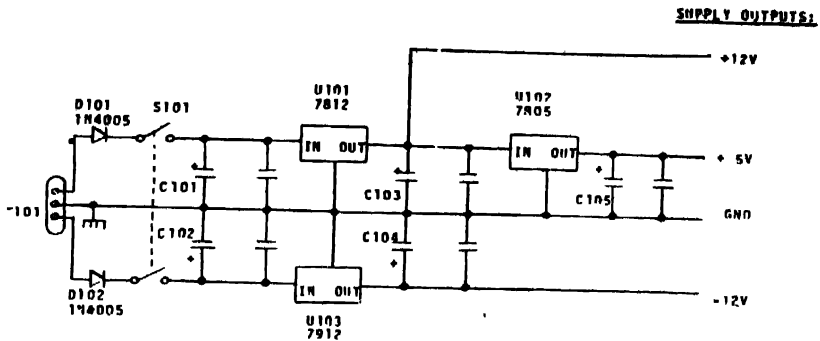 SUPPLY OUTPUTS:
+12V
U101
7812
U102
7805
D101
1N4005
S101
IN OUT
IN OUT
+ 5V
+
C101
+
C103
+
C105
-101
GND
C102
+
C104
+
D102
1N4005
IN OUT
-12V
U103
7912